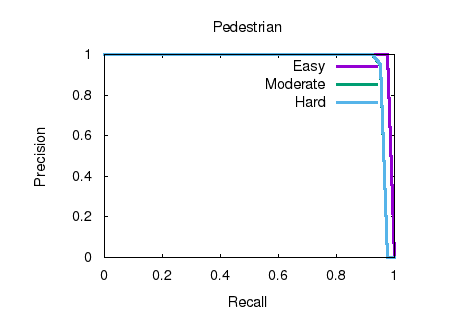 Pedestrian
Precision
1
0.8
0.6
0.4
0.2
0
Easy
Moderate
Hard
0 0.2 0.4 0.6 0.8 1
Recall